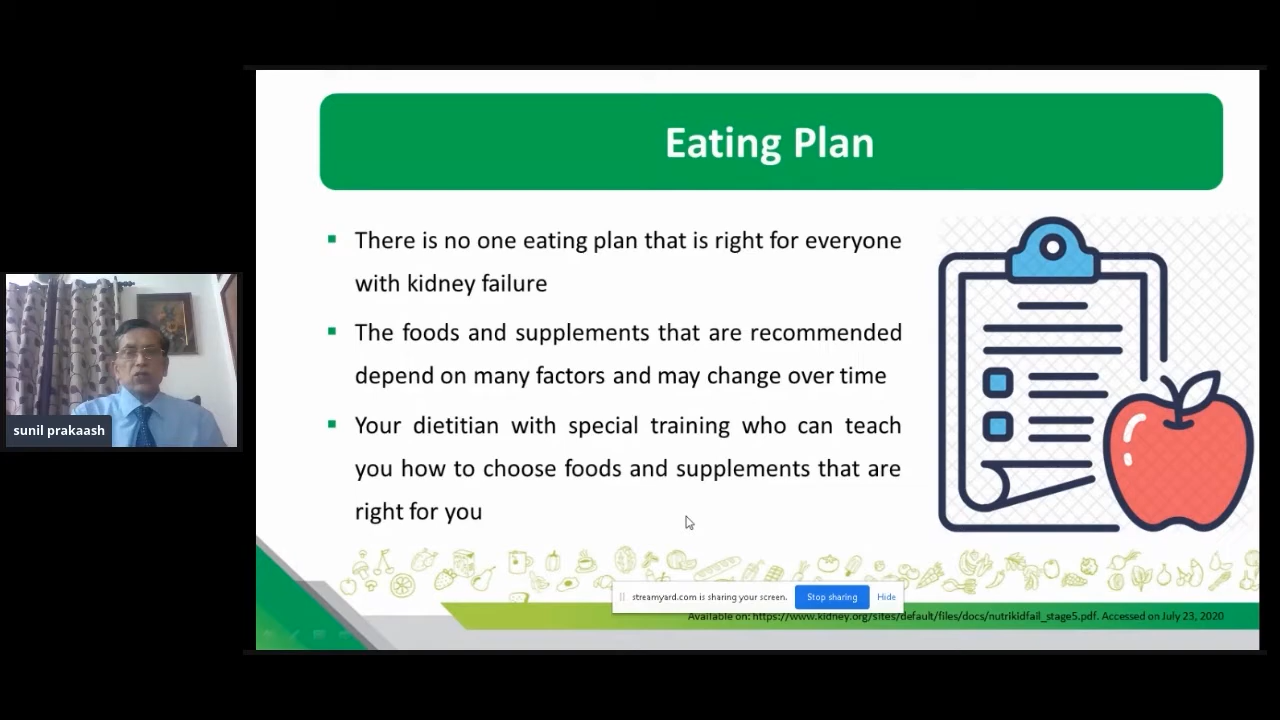 Eating Plan
There is no one eating plan that is right for everyone
with kidney failure
The foods and supplements that are recommended
depend on many factors and may change over time
Your dietitian with special training who can teach
you how to choose foods and supplements that are
right for you
sunil prakaash
streamyard.com is sharing your screen. Stop sharing Hide
Available on: https://www.kidney.org/sites/default/files/docs/nutrikidfail_stage5.pdf. Accessed on July 23, 2020